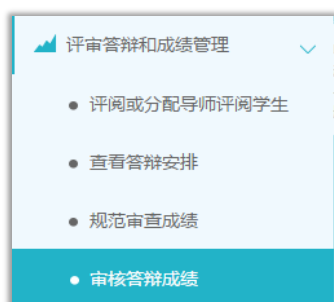 评审答辩和成绩管理
评阅或分配导师评阅学生
查看答辩安排
规范审查成绩
审核答辩成绩